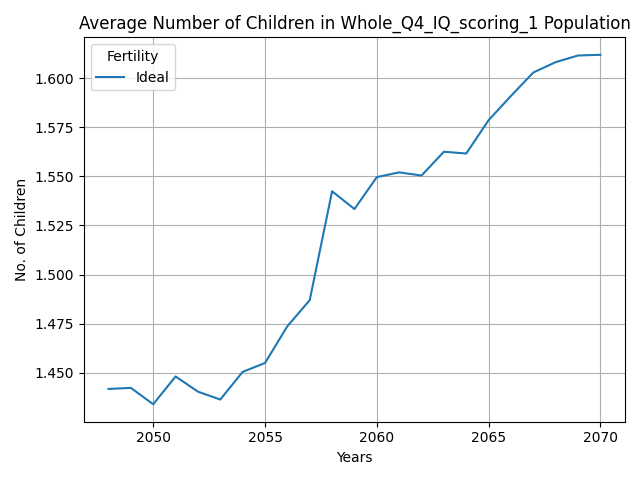 Average Number of Children in Whole_Q4_IQ_scoring_1 Population
Fertility
Ideal
No. of Children
1.600
1.575
1.550
1.525
1.500
1.475
1.450
2050
2055
2060
2065
2070
Years